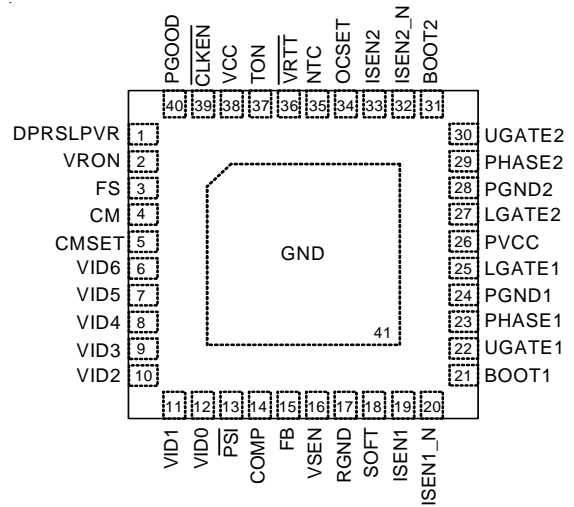 PGOOD
CLKEN
VCC
TON
VRTT
NTC
OCSET
ISEN2
ISEN2_N
BOOT2
40 39 38 37 36 35 34 33 32 31
DPRSLPVR 1
VRON 2
FS 3
CM 4
CMSET 5
VID6 6
VID5 7
VID4 8
VID3 9
VID2 10
GND
41
30 UGATE2
29 PHASE2
28 PGND2
27 LGATE2
26 PVCC
25 LGATE1
24 PGND1
23 PHASE1
22 UGATE1
21 BOOT1
11 12 13 14 15 16 17 18 19 20
VID1
VID0
PSI
COMP
FB
VSEN
RGND
SOFT
ISEN1
ISEN1_N